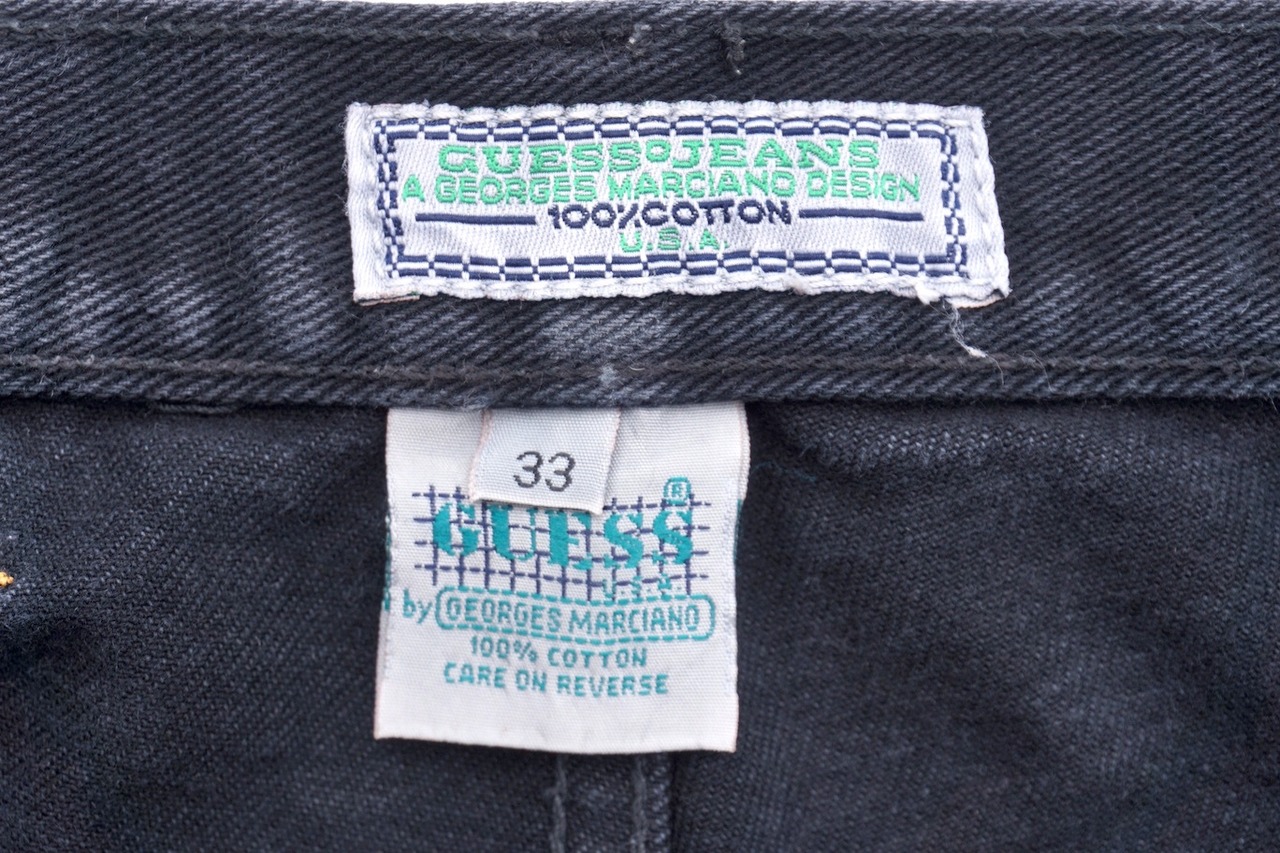 GUESS JEANS
A GEORGES MARCIANO DESIGN
100%COTTON
U.S.A.
33
®
GUESS
U.S.A.
by GEORGES MARCIANO
100% COTTON
CARE ON REVERSE